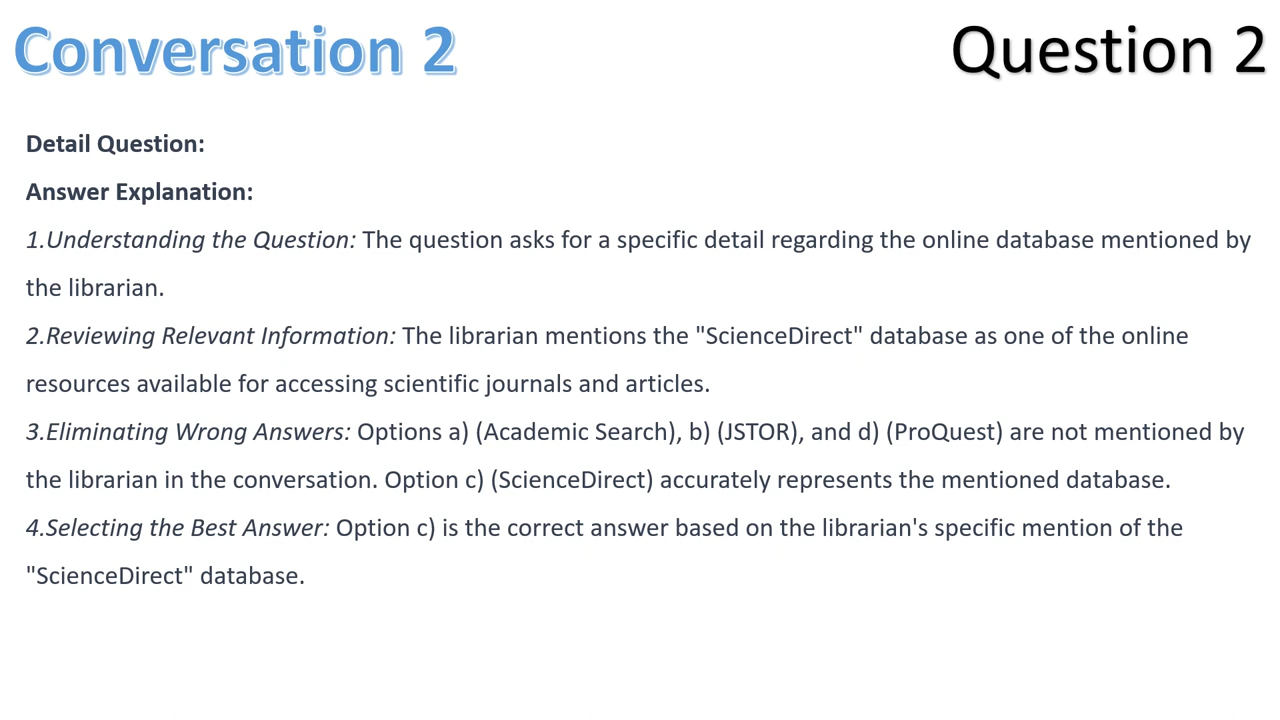 Conversation 2
Question 2
Detail Question:
Answer Explanation:
1.Understanding the Question: The question asks for a specific detail regarding the online database mentioned by
the librarian.
2.Reviewing Relevant Information: The librarian mentions the "ScienceDirect" database as one of the online
resources available for accessing scientific journals and articles.
3.Eliminating Wrong Answers: Options a) (Academic Search), b) (JSTOR), and d) (ProQuest) are not mentioned by
the librarian in the conversation. Option c) (ScienceDirect) accurately represents the mentioned database.
4.Selecting the Best Answer: Option c) is the correct answer based on the librarian's specific mention of the
"ScienceDirect" database.